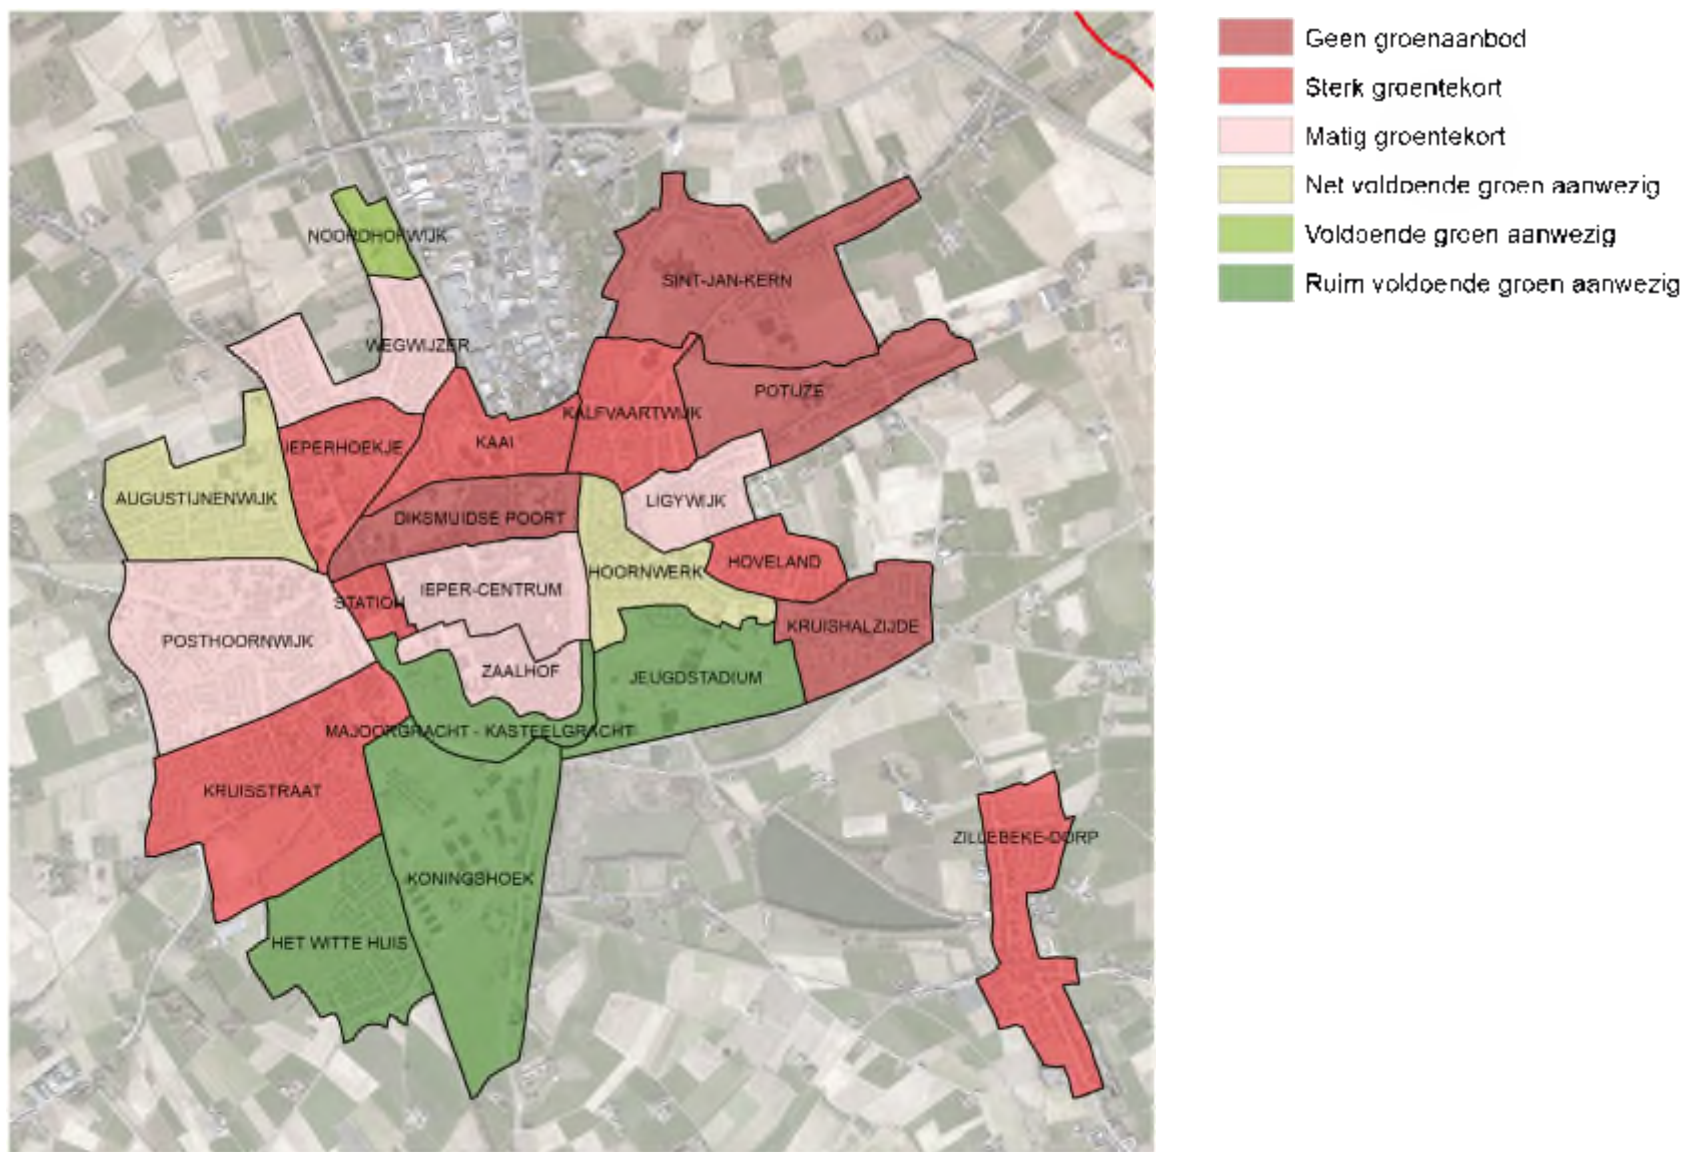 Geen groenaanbod
Sterk groentekort
Matig groentekort
Net voldoende groen aanwezig
Voldoende groen aanwezig
Ruim voldoende groen aanwezig
NOORDHOFWIJK
SINT-JAN-KERN
WEGWIJZER
POTIJZE
KALFVAARTWIJK
KAAI
IEPERHOEKJE
AUGUSTIJNENWIJK
LIGYWIJK
DIKSMUIDSE POORT
HOVELAND
HOORNWERK
IEPER-CENTRUM
STATION
KRUISHALZIJDE
POSTHOORNWIJK
ZAALHOF
JEUGDSTADIUM
MAJOORGRACHT - KASTEELGRACHT
KRUISSTRAAT
ZILLEBEKE-DORP
KONINGSHOEK
HET WITTE HUIS